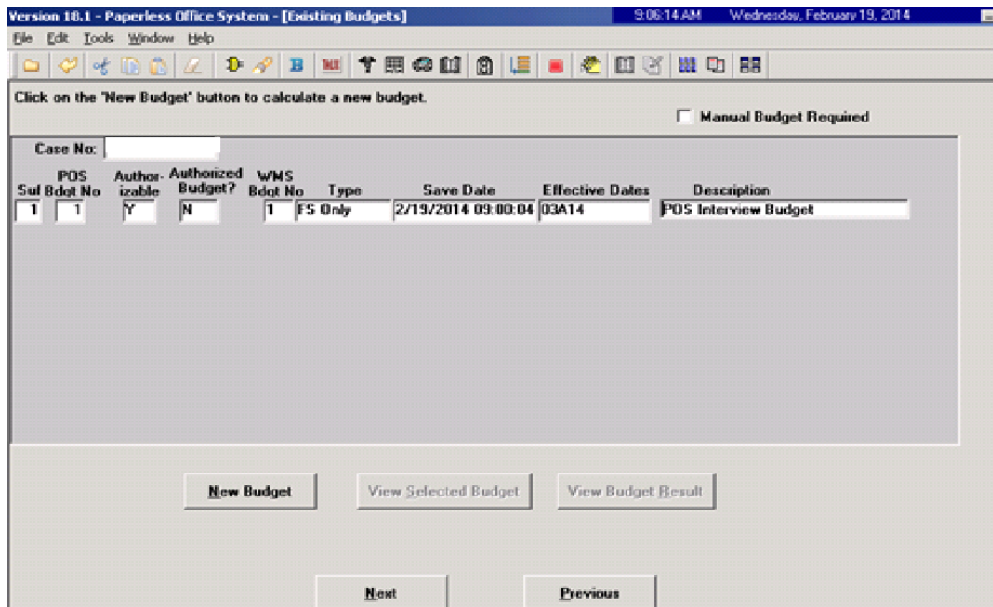 Version 18.1 - Paperless Office System - [Existing Budgets] 9:06:14 AM Wednesday, February 19, 2014
File Edit Tools Window Help
Click on the 'New Budget' button to calculate a new budget.
Manual Budget Required
Case No:
POS Author- Authorized WMS
Suf Bdgt No izable Budget? Bdgt No Type Save Date Effective Dates Description
1 1 Y N 1 FS Only 2/19/2014 09:00:04 03A14 POS Interview Budget
New Budget View Selected Budget View Budget Result
Next Previous